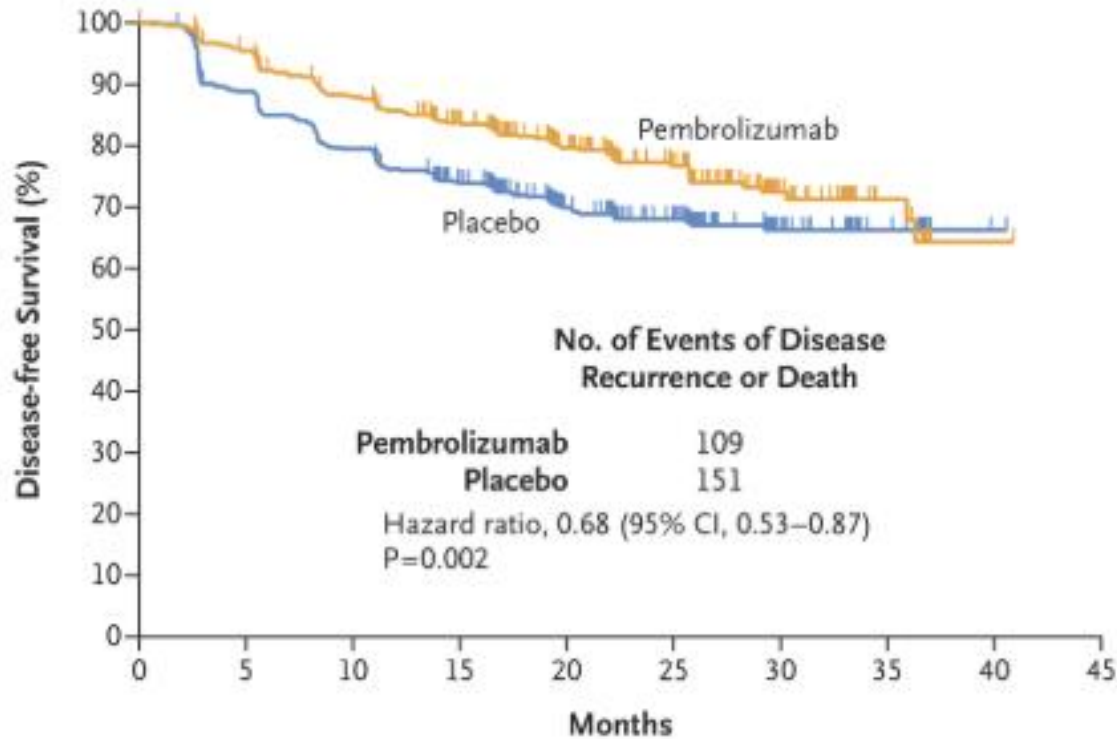 100
90
80
70
60
50
40
30
20
10
0
Disease-free Survival (%)
Pembrolizumab
Placebo
No. of Events of Disease
Recurrence or Death
Pembrolizumab 109
Placebo 151
Hazard ratio, 0.68 (95% CI, 0.53–0.87)
P=0.002
0 5 10 15 20 25 30 35 40 45
Months